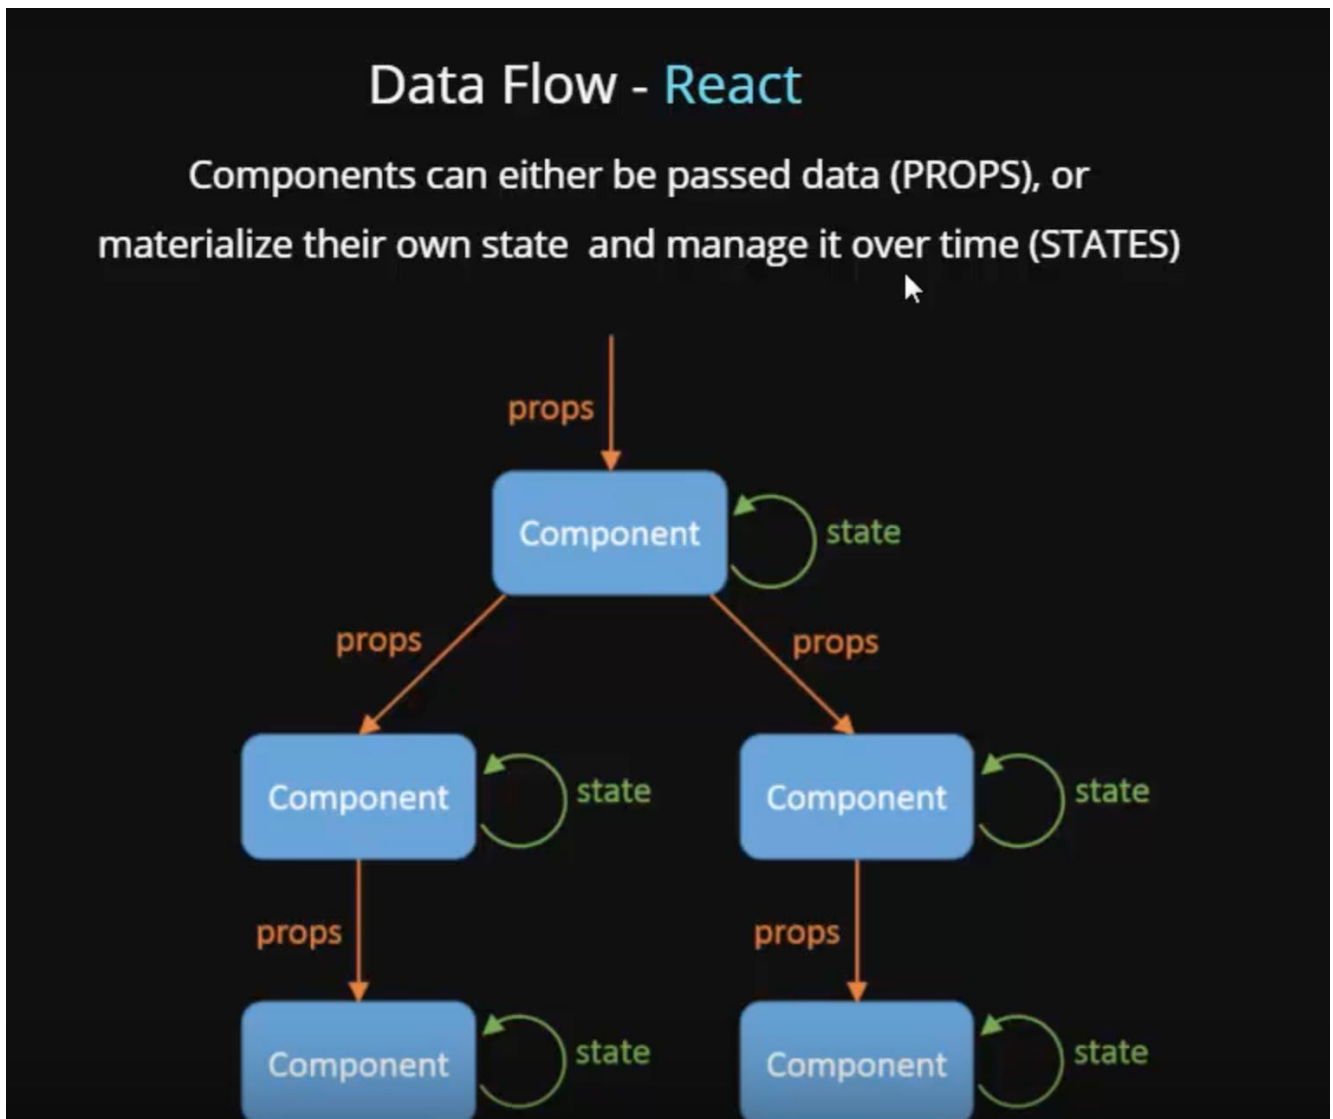 Data Flow - React
Components can either be passed data (PROPS), or
materialize their own state and manage it over time (STATES)
props
Component
state
props
props
Component
state
Component
state
props
props
Component
state
Component
state